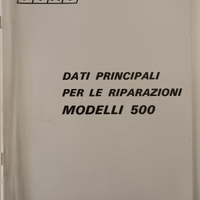 DATI PRINCIPALI
PER LE RIPARAZIONI
MODELLI 500